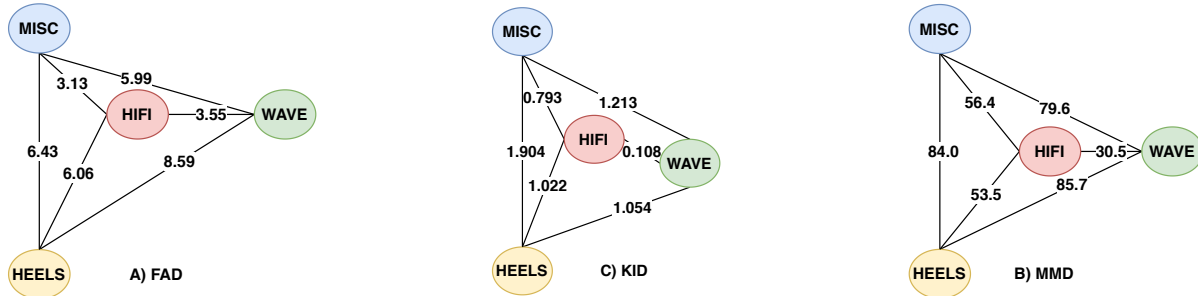 MISC
5.99
3.13
HIFI
3.55
WAVE
6.43
6.06
8.59
HEELS
A) FAD
MISC
0.793
1.213
HIFI
1.904
0.108
WAVE
1.022
1.054
HEELS
C) KID
MISC
56.4
79.6
84.0
HIFI
30.5
WAVE
53.5
85.7
HEELS
B) MMD